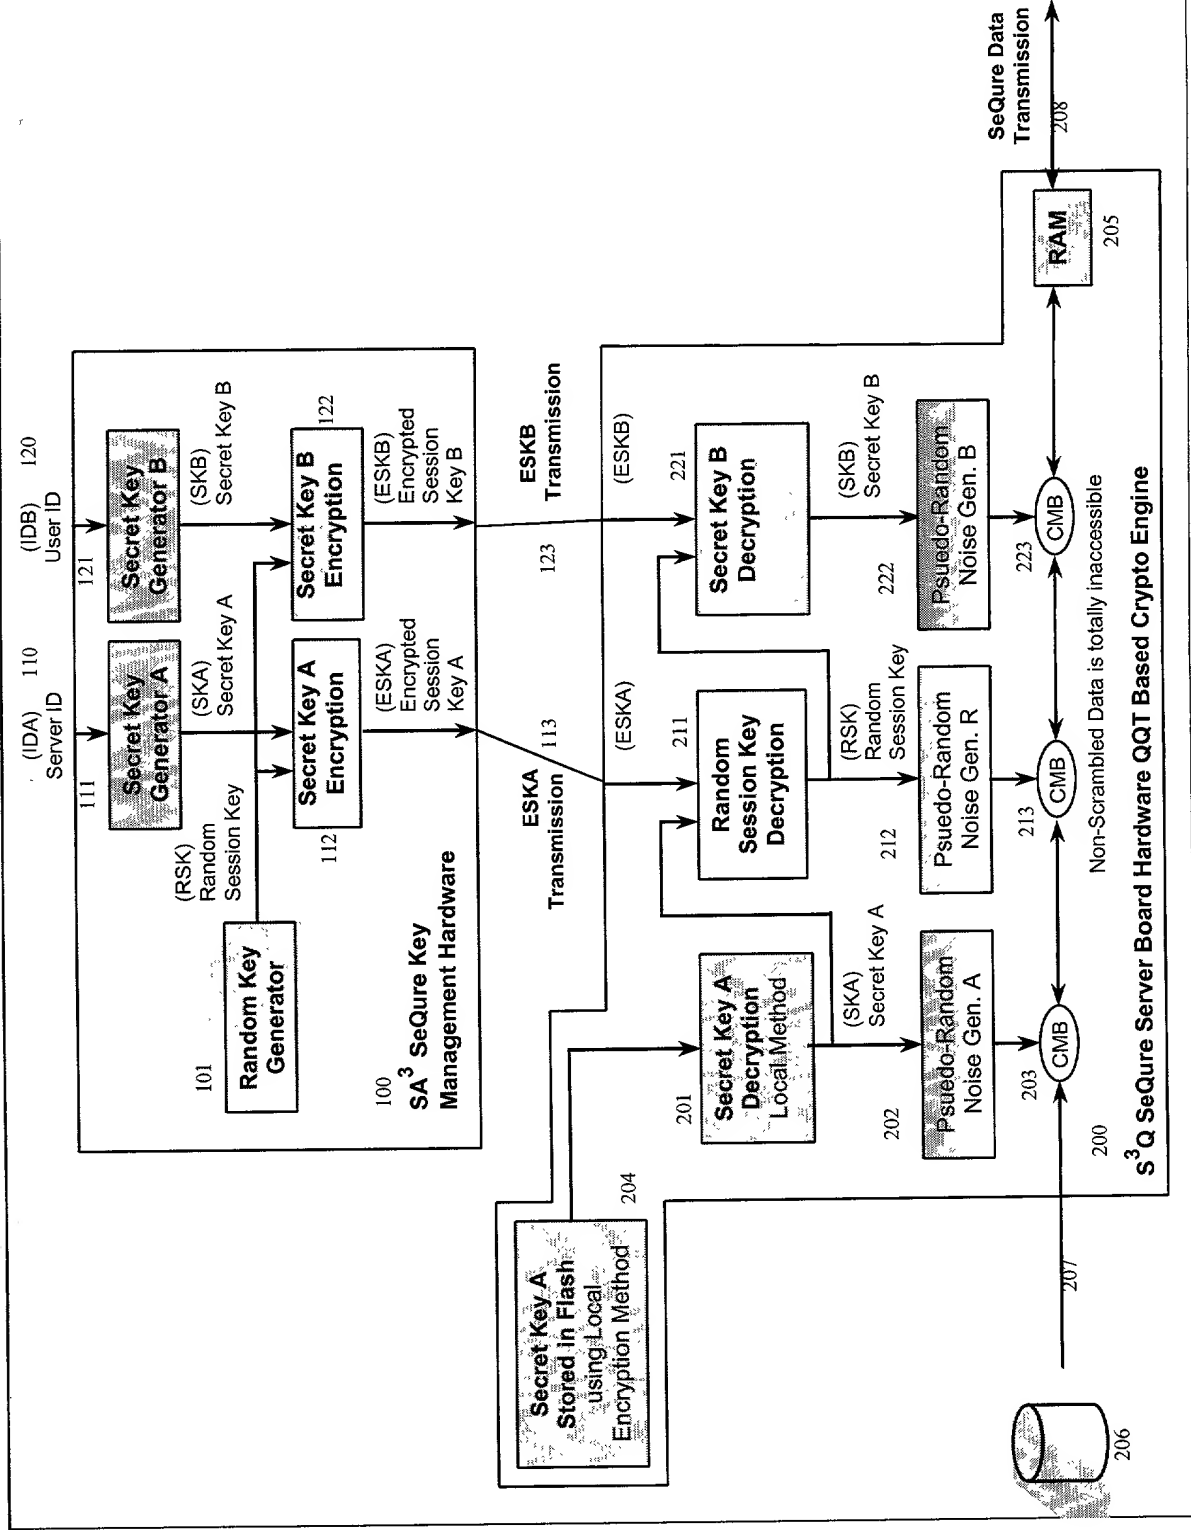 (IDA)
Server ID
110
(IDB)
User ID
120
111
Secret Key
Generator A
121
Secret Key
Generator B
(SKA)
Secret Key A
(SKB)
Secret Key B
(RSK)
Random
Session Key
101
Random Key
Generator
112
Secret Key A
Encryption
Secret Key B
Encryption
122
(ESKA)
Encrypted
Session
Key A
(ESKB)
Encrypted
Session
Key B
100
SA³ SeQure Key
Management Hardware
ESKA
Transmission
113
123
ESKB
Transmission
Secret Key A
Stored in Flash
using Local
Encryption Method
204
(ESKA)
(ESKB)
201
Secret Key A
Decryption
Local Method
211
Random
Session Key
Decryption
221
Secret Key B
Decryption
(SKA)
Secret Key A
(RSK)
Random
Session Key
(SKB)
Secret Key B
202
Psuedo-Random
Noise Gen. A
212
Psuedo-Random
Noise Gen. R
222
Psuedo-Random
Noise Gen. B
203
CMB
213
CMB
223
CMB
RAM
205
SeQure Data
Transmission
208
206
207
Non-Scrambled Data is totally inaccessible
200
S³Q SeQure Server Board Hardware QQT Based Crypto Engine